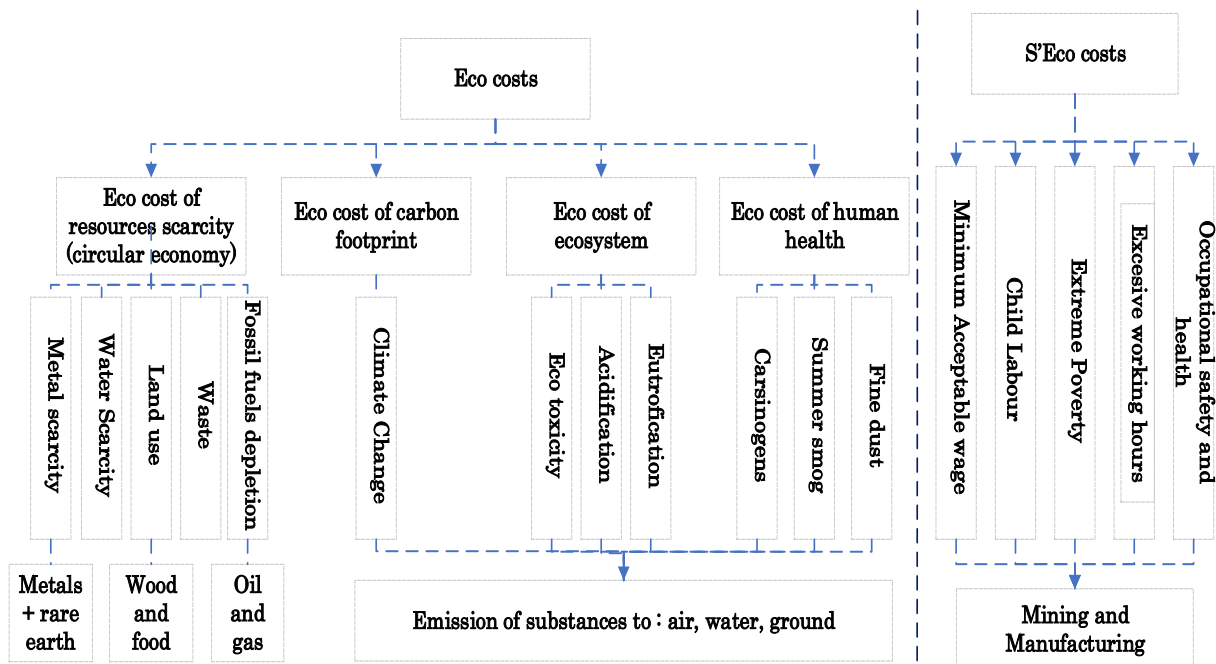 Eco costs
S'Eco costs
Eco cost of
resources scarcity
(circular economy)
Eco cost of carbon
footprint
Eco cost of
ecosystem
Eco cost of human
health
Metal scarcity
Water Scarcity
Land use
Waste
Fossil fuels depletion
Climate Change
Eco toxicity
Acidification
Eutrofication
Carsinogens
Summer smog
Fine dust
Minimum Acceptable wage
Child Labour
Extreme Poverty
Excesive working hours
Occupational safety and
health
Metals
+ rare
earth
Wood
and
food
Oil
and
gas
Emission of substances to : air, water, ground
Mining and
Manufacturing